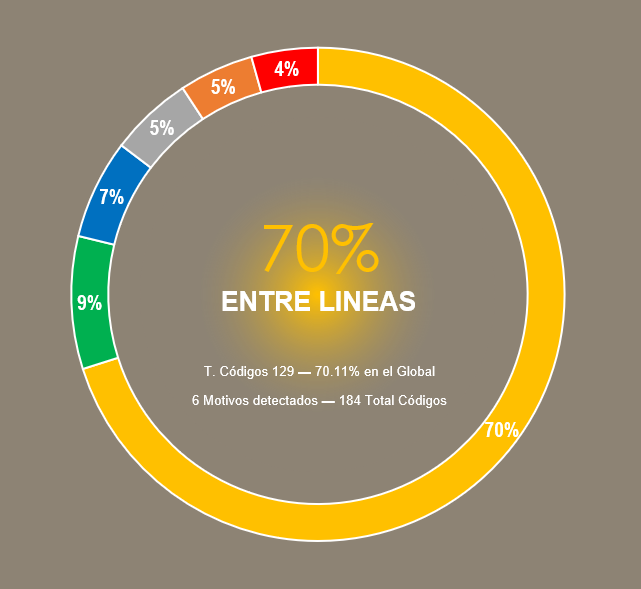 4%
5%
5%
7%
9%
70%
ENTRE LINEAS
T. Códigos 129 — 70.11% en el Global
6 Motivos detectados — 184 Total Códigos
70%